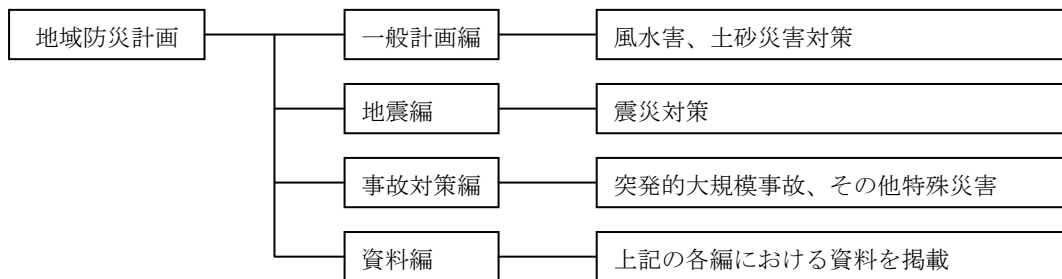 地域防災計画 一般計画編 風水害、土砂災害対策
地震編 震災対策
事故対策編 突発的大規模事故、その他特殊災害
資料編 上記の各編における資料を掲載